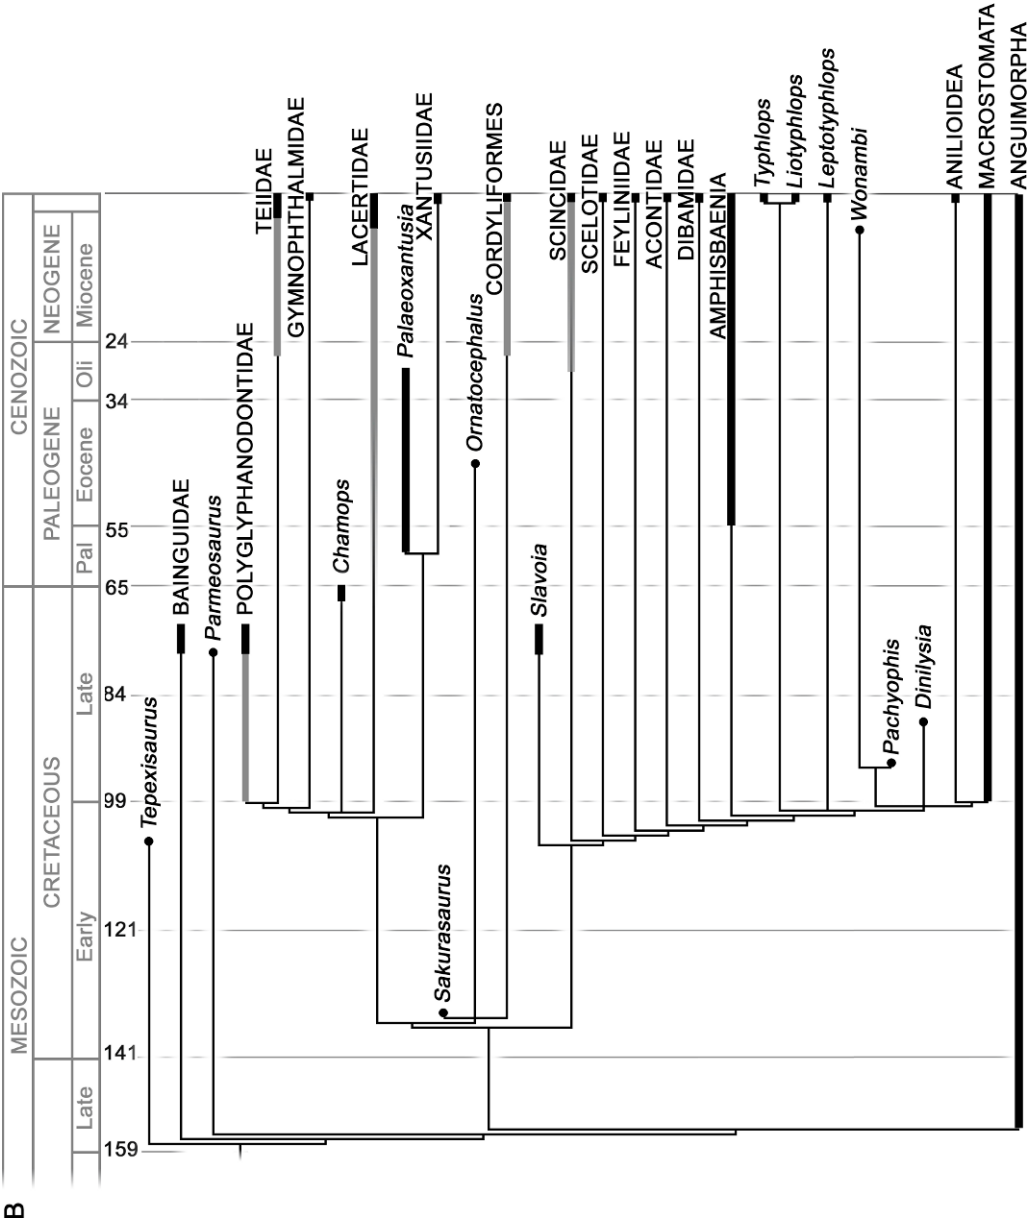 B
MESOZOIC
CENOZOIC
CRETACEOUS
PALEOGENE
NEOGENE
Late
Early
Late
Pal
Eocene
Oli
Miocene
159
141
121
99
84
65
55
34
24
Tepexisaurus
BAINGUIDAE
Parmeosaurus
POLYGLYPHANODONTIDAE
TEIIDAE
GYMNOPHTHALMIDAE
Chamops
LACERTIDAE
Palaeoxantusia
XANTUSIIDAE
Sakurasaurus
Ornatocephalus
CORDYLIFORMES
Slavoia
SCINCIDAE
SCELOTIDAE
FEYLINIIDAE
ACONTIDAE
DIBAMIDAE
AMPHISBAENIA
Typhlops
Liotyphlops
Leptotyphlops
Wonambi
Pachyophis
Dinilysia
ANILIOIDEA
MACROSTOMATA
ANGUIMORPHA